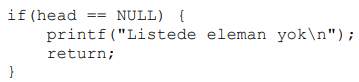 if(head == NULL) {
    printf("Listede eleman yok\n");
    return;
}